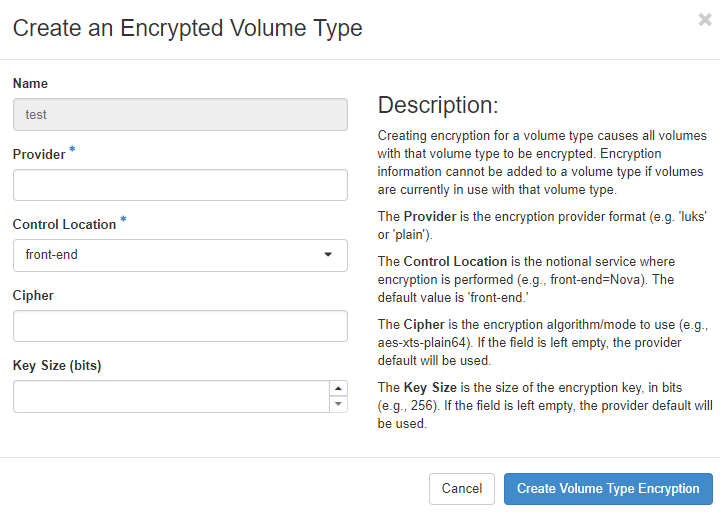 Create an Encrypted Volume Type
×
Name
test
Provider *
Control Location *
front-end
Cipher
Key Size (bits)
Description:
Creating encryption for a volume type causes all volumes
with that volume type to be encrypted. Encryption
information cannot be added to a volume type if volumes
are currently in use with that volume type.
The Provider is the encryption provider format (e.g. 'luks'
or 'plain').
The Control Location is the notional service where
encryption is performed (e.g., front-end=Nova). The
default value is 'front-end.'
The Cipher is the encryption algorithm/mode to use (e.g.,
aes-xts-plain64). If the field is left empty, the provider
default will be used.
The Key Size is the size of the encryption key, in bits
(e.g., 256). If the field is left empty, the provider default will
be used.
Cancel
Create Volume Type Encryption